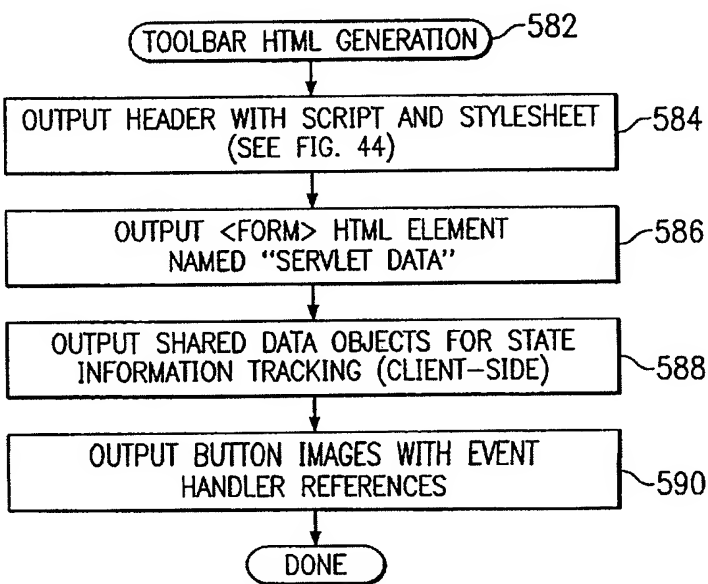 TOOLBAR HTML GENERATION
582
OUTPUT HEADER WITH SCRIPT AND STYLESHEET
(SEE FIG. 44)
584
OUTPUT <FORM> HTML ELEMENT
NAMED “SERVLET DATA”
586
OUTPUT SHARED DATA OBJECTS FOR STATE
INFORMATION TRACKING (CLIENT–SIDE)
588
OUTPUT BUTTON IMAGES WITH EVENT
HANDLER REFERENCES
590
DONE